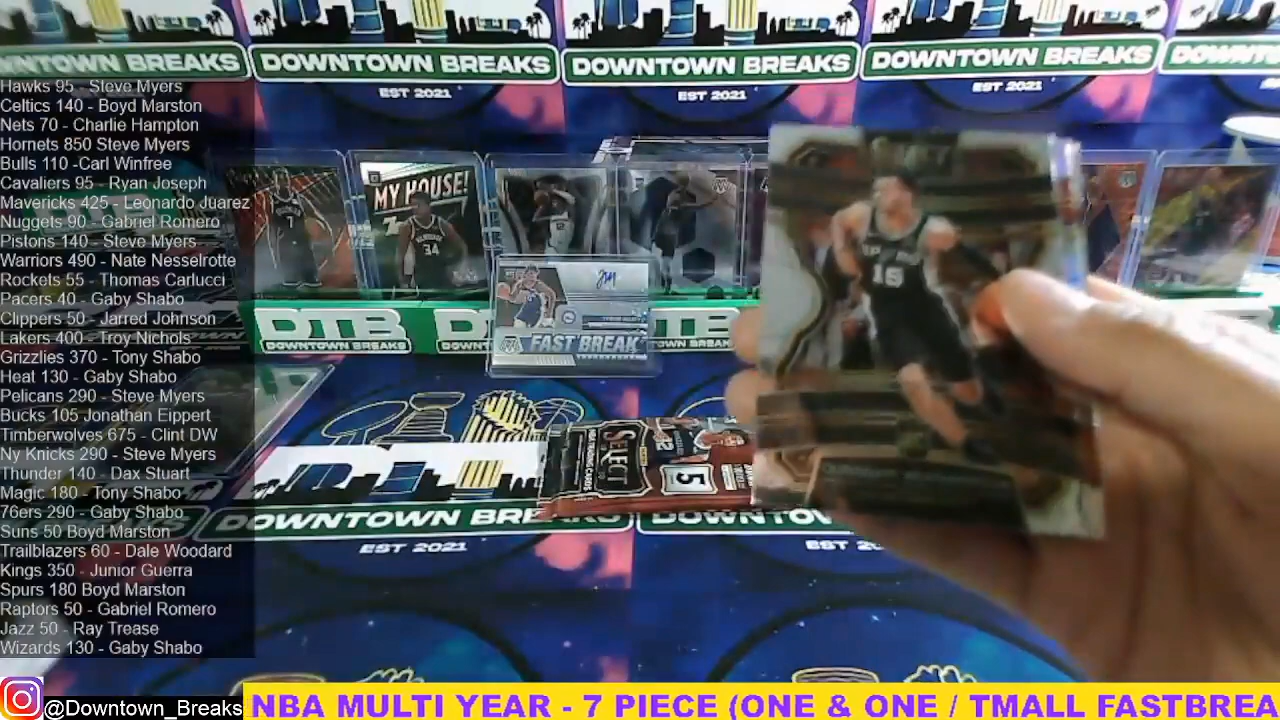 DOWNTOWN BREAKS
DOWNTOWN BREAKS
DOWNTOWN BREAKS
DOWNTOWN BREAKS
EST 2021
EST 2021
EST 2021
Hawks 95 - Steve Myers
Celtics 140 - Boyd Marston
Nets 70 - Charlie Hampton
Hornets 850 Steve Myers
Bulls 110 -Carl Winfree
Cavaliers 95 - Ryan Joseph
Mavericks 425 - Leonardo Juarez
Nuggets 90 - Gabriel Romero
Pistons 140 - Steve Myers
Warriors 490 - Nate Nesselrotte
Rockets 55 - Thomas Carlucci
Pacers 40 - Gaby Shabo
Clippers 50 - Jarred Johnson
Lakers 400 - Troy Nichols
Grizzlies 370 - Tony Shabo
Heat 130 - Gaby Shabo
Pelicans 290 - Steve Myers
Bucks 105 Jonathan Eippert
Timberwolves 675 - Clint DW
Ny Knicks 290 - Steve Myers
Thunder 140 - Dax Stuart
Magic 180 - Tony Shabo
76ers 290 - Gaby Shabo
Suns 50 Boyd Marston
Trailblazers 60 - Dale Woodard
Kings 350 - Junior Guerra
Spurs 180 Boyd Marston
Raptors 50 - Gabriel Romero
Jazz 50 - Ray Trease
Wizards 130 - Gaby Shabo
MY HOUSE!
7
34
FAST BREAK
DTB
DOWNTOWN BREAKS
SELECT
5
15
DOWNTOWN BREAKS
EST 2021
@Downtown_Breaks
NBA MULTI YEAR - 7 PIECE (ONE & ONE / TMALL FASTBREA